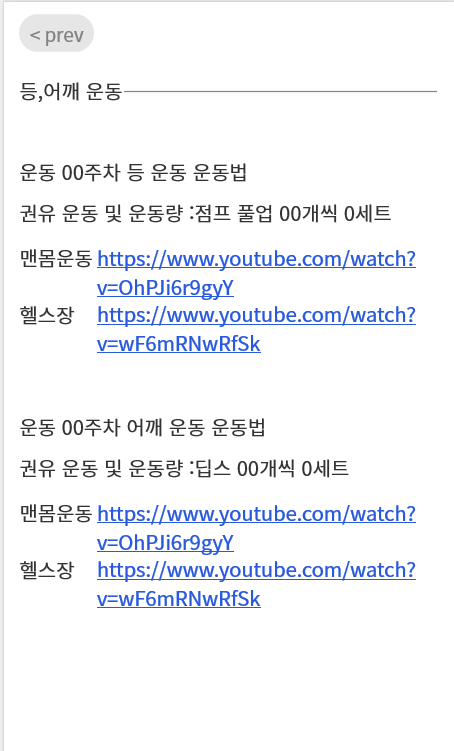 < prev
등,어깨 운동
운동 00주차 등 운동 운동법
권유 운동 및 운동량 :점프 풀업 00개씩 0세트
맨몸운동 https://www.youtube.com/watch?
v=OhPJi6r9gyY
헬스장 https://www.youtube.com/watch?
v=wF6mRNwRfSk
운동 00주차 어깨 운동 운동법
권유 운동 및 운동량 :딥스 00개씩 0세트
맨몸운동 https://www.youtube.com/watch?
v=OhPJi6r9gyY
헬스장 https://www.youtube.com/watch?
v=wF6mRNwRfSk